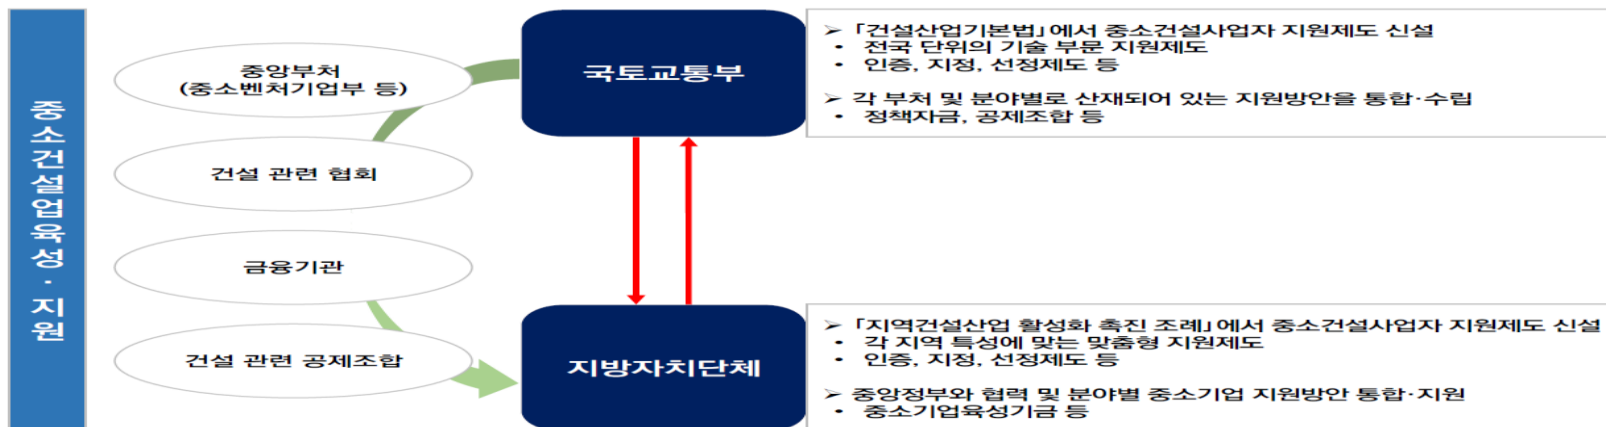 중소건설업육성·지원
중앙부처
(중소벤처기업부 등)
건설 관련 협회
금융기관
건설 관련 공제조합
국토교통부
➢ 「건설산업기본법」에서 중소건설사업자 지원제도 신설
• 전국 단위의 기술 부문 지원제도
• 인증, 지정, 선정제도 등
➢ 각 부처 및 분야별로 산재되어 있는 지원방안을 통합·수립
• 정책자금, 공제조합 등
지방자치단체
➢ 「지역건설산업 활성화 촉진 조례」에서 중소건설사업자 지원제도 신설
• 각 지역 특성에 맞는 맞춤형 지원제도
• 인증, 지정, 선정제도 등
➢ 중앙정부와 협력 및 분야별 중소기업 지원방안 통합·지원
• 중소기업육성기금 등